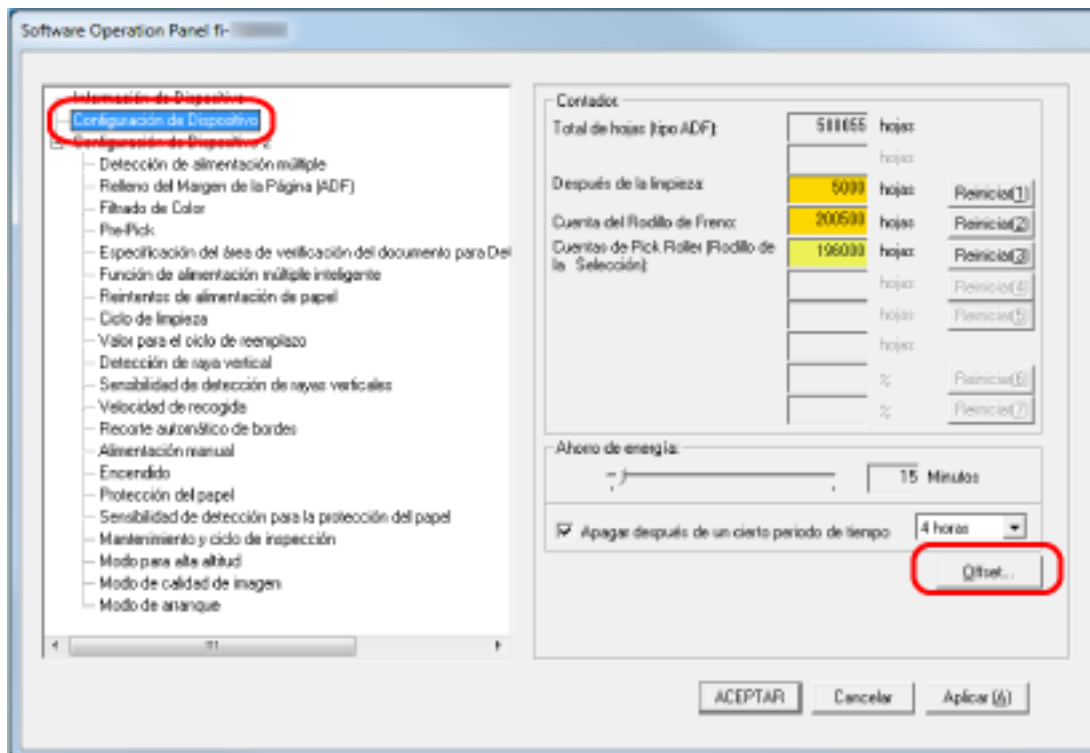 Software Operation Panel fi-
Información de Dispositivo
Configuración de Dispositivo
Configuración de Dispositivo 2
Detección de alimentación múltiple
Relleno del Margen de la Página (ADF)
Filtrado de Color
Pre-Pick
Especificación del área de verificación del documento para Det
Función de alimentación múltiple inteligente
Reintentos de alimentación de papel
Ciclo de limpieza
Valor para el ciclo de reemplazo
Detección de raya vertical
Sensibilidad de detección de rayas verticales
Velocidad de recogida
Recorte automático de bordes
Alimentación manual
Encendido
Protección del papel
Sensibilidad de detección para la protección del papel
Mantenimiento y ciclo de inspección
Modo para alta altitud
Modo de calidad de imagen
Modo de arranque
Contador
Total de hojas (tipo ADF): 500055 hojas
hojas
Después de la limpieza: 5000 hojas Reiniciar(1)
Cuenta del Rodillo de Freno: 200500 hojas Reiniciar(2)
Cuentas de Pick Roller (Rodillo de la Selección): 196000 hojas Reiniciar(3)
hojas Reiniciar(4)
hojas Reiniciar(5)
hojas
% Reiniciar(6)
% Reiniciar(7)
Ahorro de energía:
15 Minutos
Apagar después de un cierto periodo de tiempo 4 horas
Offset...
ACEPTAR Cancelar Aplicar (A)